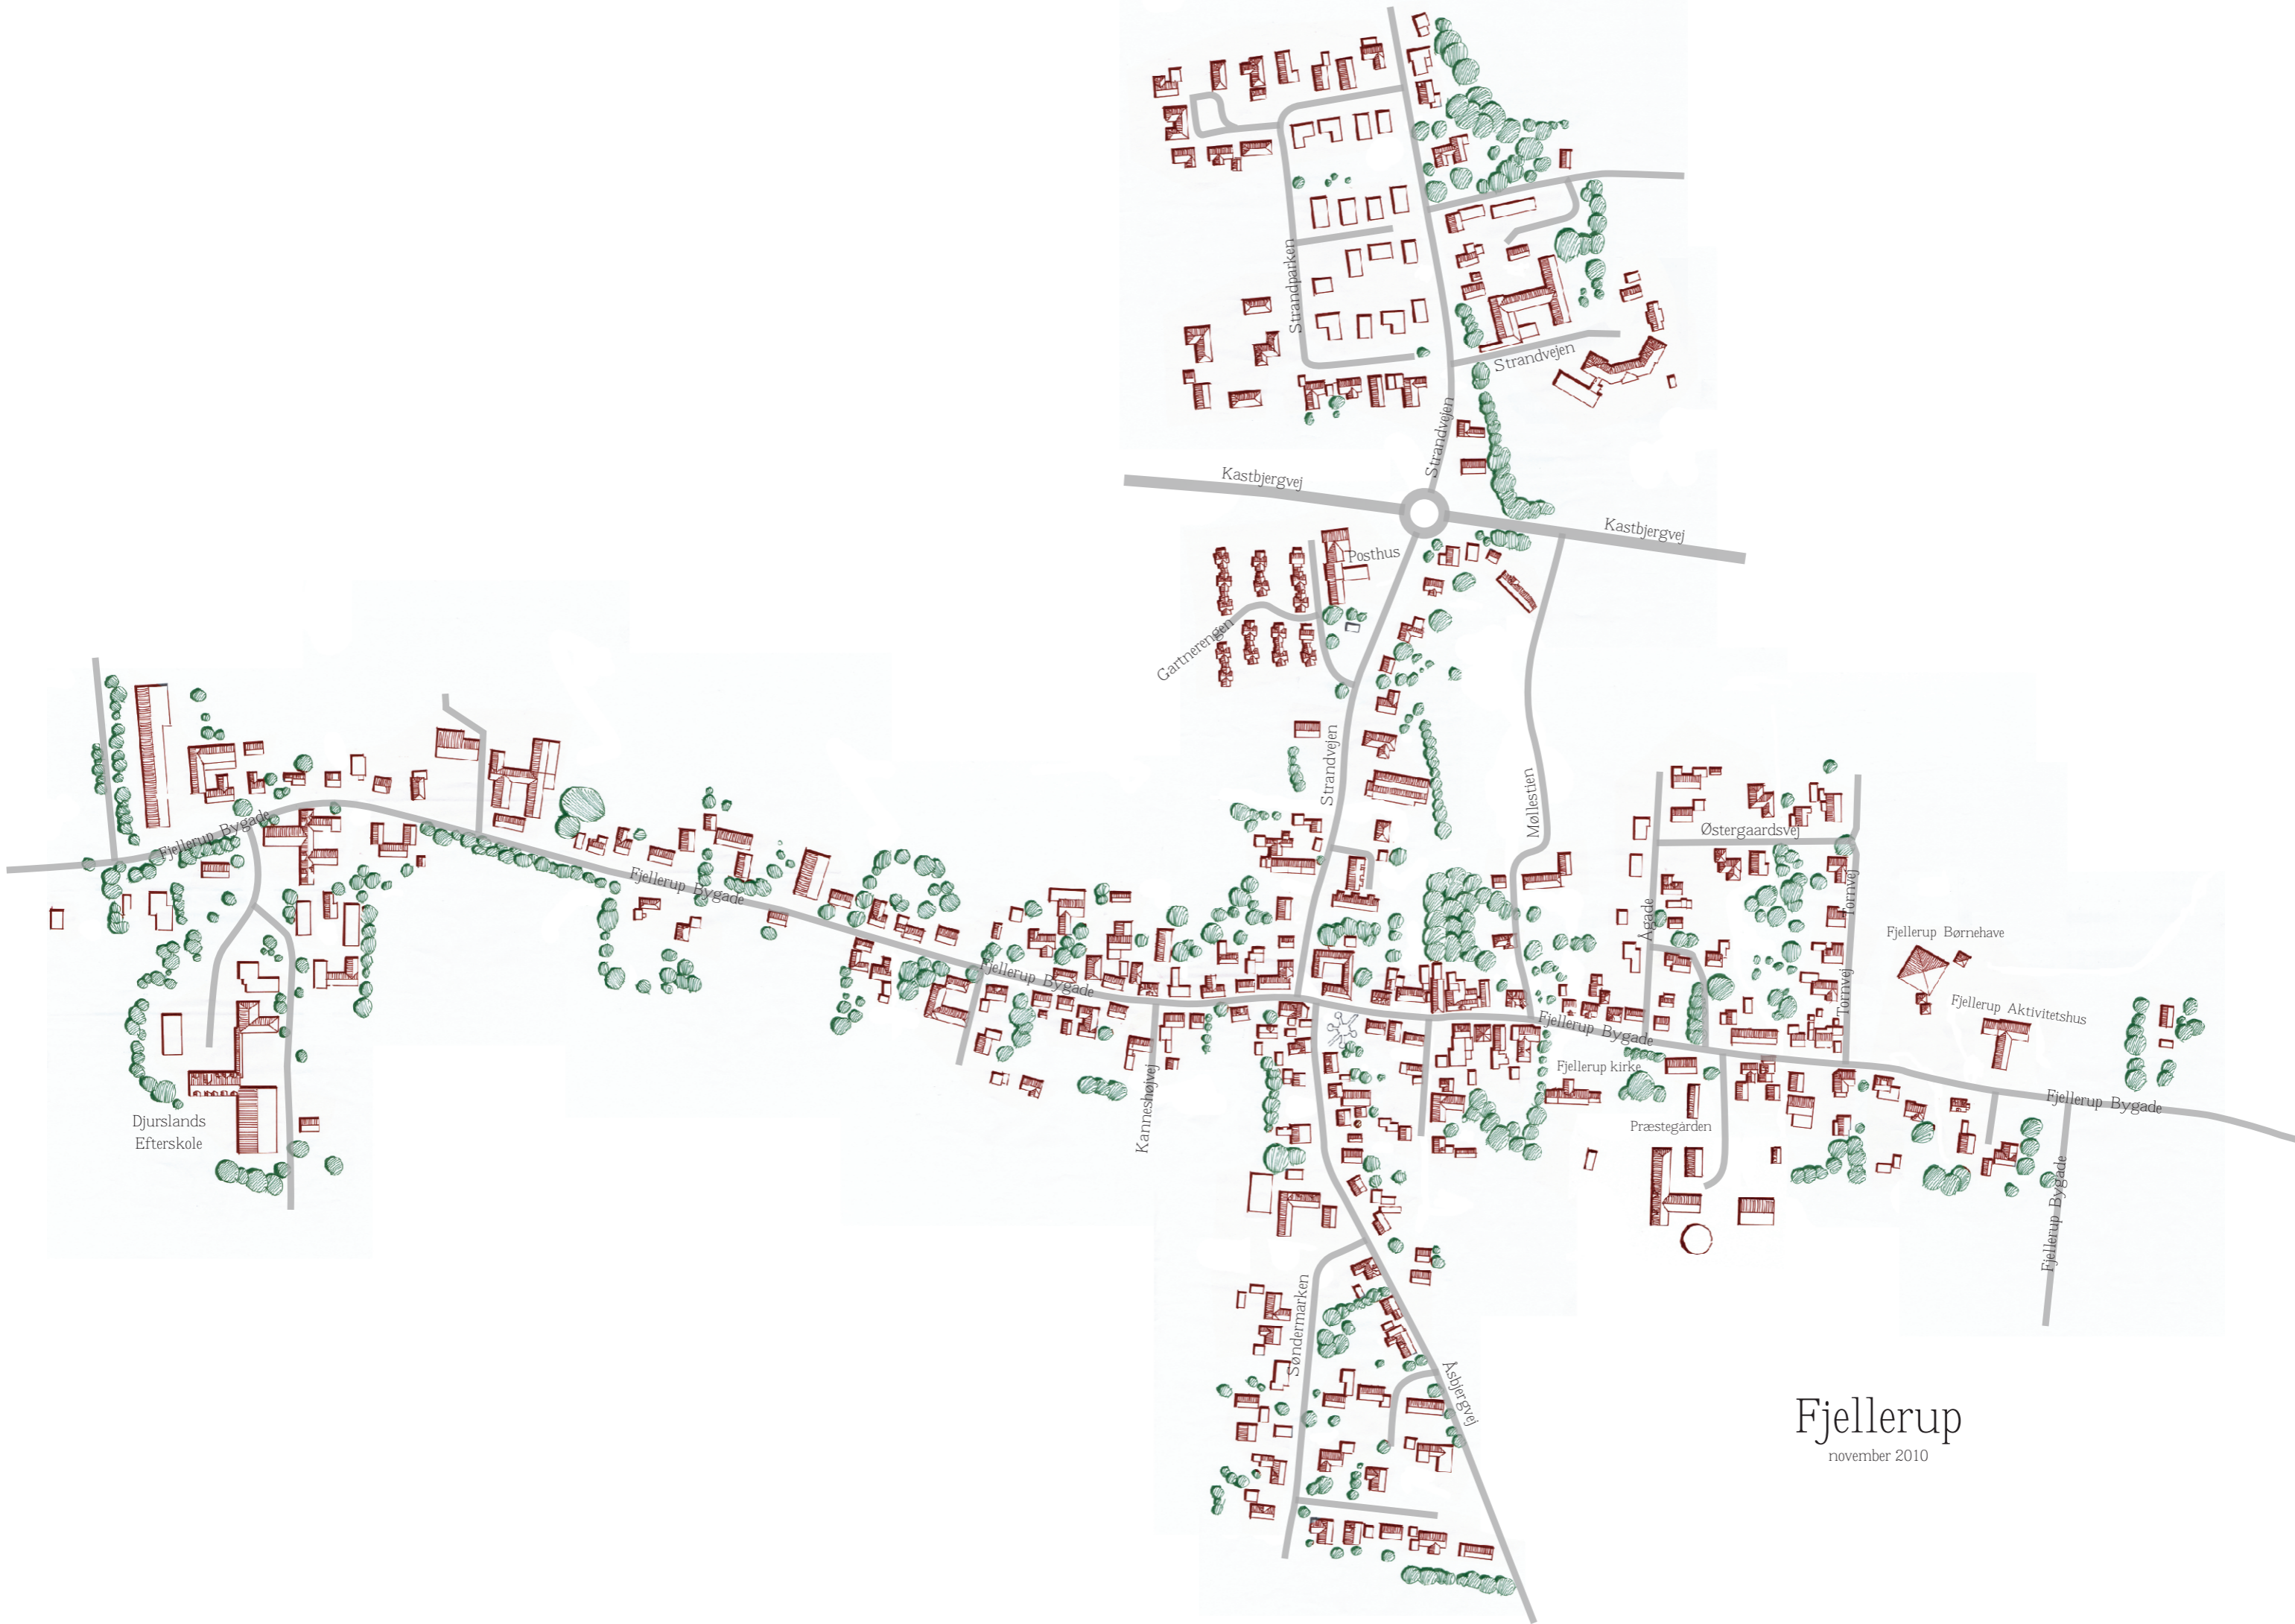 Strandparken
Strandvejen
Strandvejen
Kastbjergvej
Kastbjergvej
Posthus
Gartnerengen
Strandvejen
Møllestien
Østergaardsvej
Fjellerup Bygade
Fjellerup Bygade
Ågade
Tornvej
Fjellerup Børnehave
Fjellerup Bygade
Tornvej
Fjellerup Aktivitetshus
Fjellerup Bygade
Fjellerup kirke
Kanneshøjvej
Fjellerup Bygade
Djurslands
Efterskole
Præstegården
Fjellerup Bygade
Søndermarken
Åsbjergvej
Fjellerup
november 2010